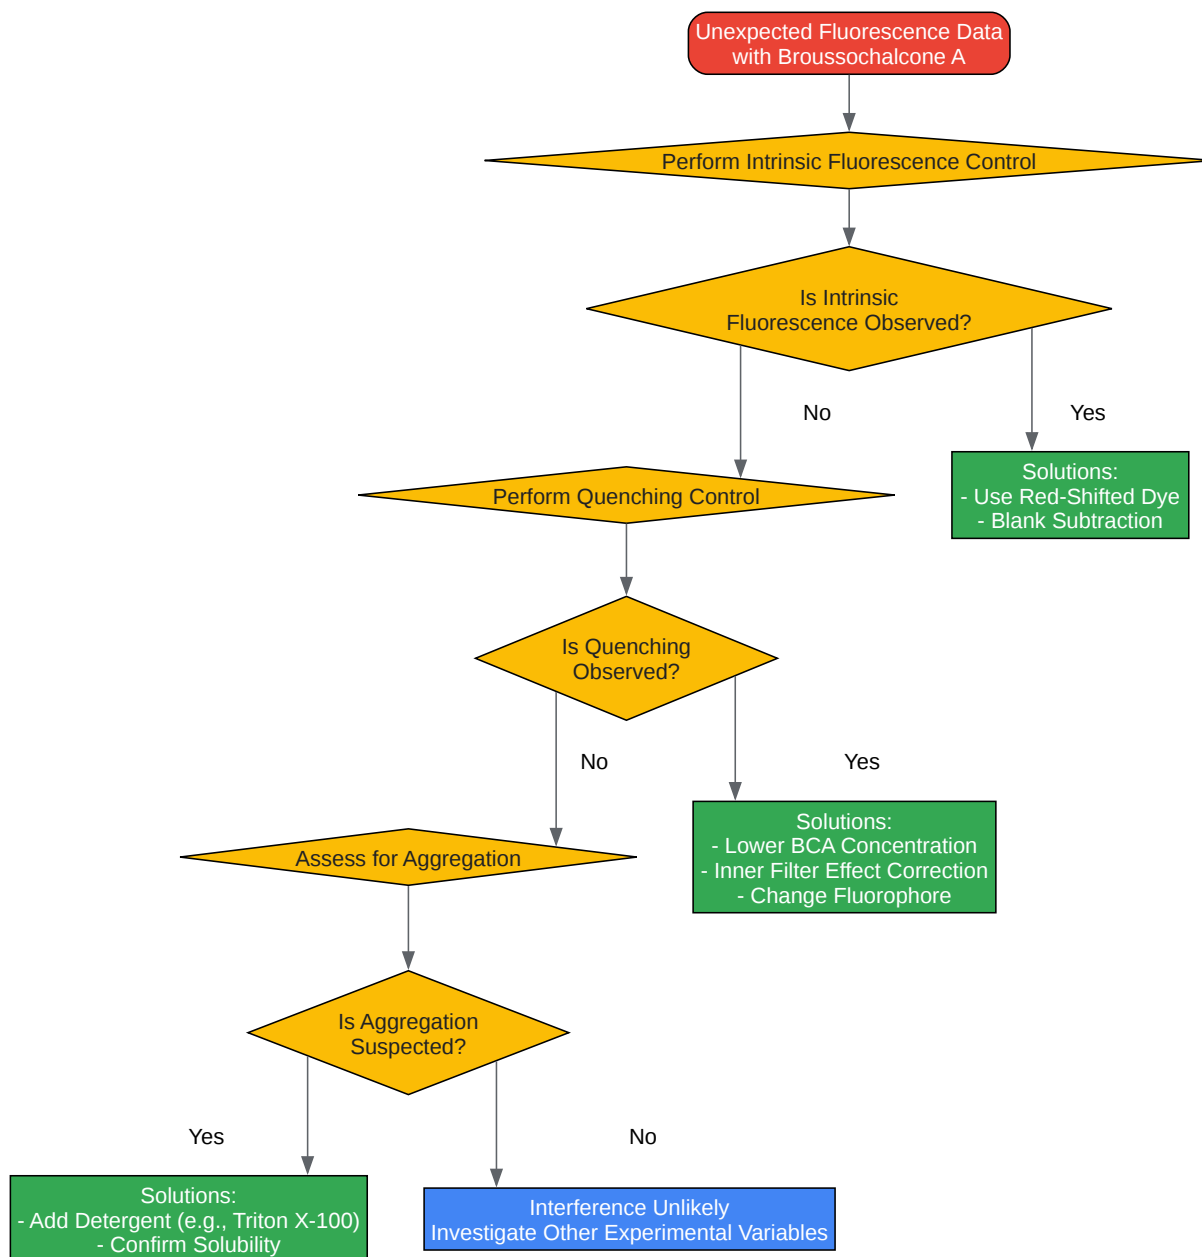 Unexpected Fluorescence Data
with Broussochalcone A
Perform Intrinsic Fluorescence Control
Is Intrinsic
Fluorescence Observed?
No
Yes
Solutions:
- Use Red-Shifted Dye
- Blank Subtraction
Perform Quenching Control
Is Quenching
Observed?
No
Yes
Solutions:
- Lower BCA Concentration
- Inner Filter Effect Correction
- Change Fluorophore
Assess for Aggregation
Is Aggregation
Suspected?
Yes
No
Solutions:
- Add Detergent (e.g., Triton X-100)
- Confirm Solubility
Interference Unlikely
Investigate Other Experimental Variables